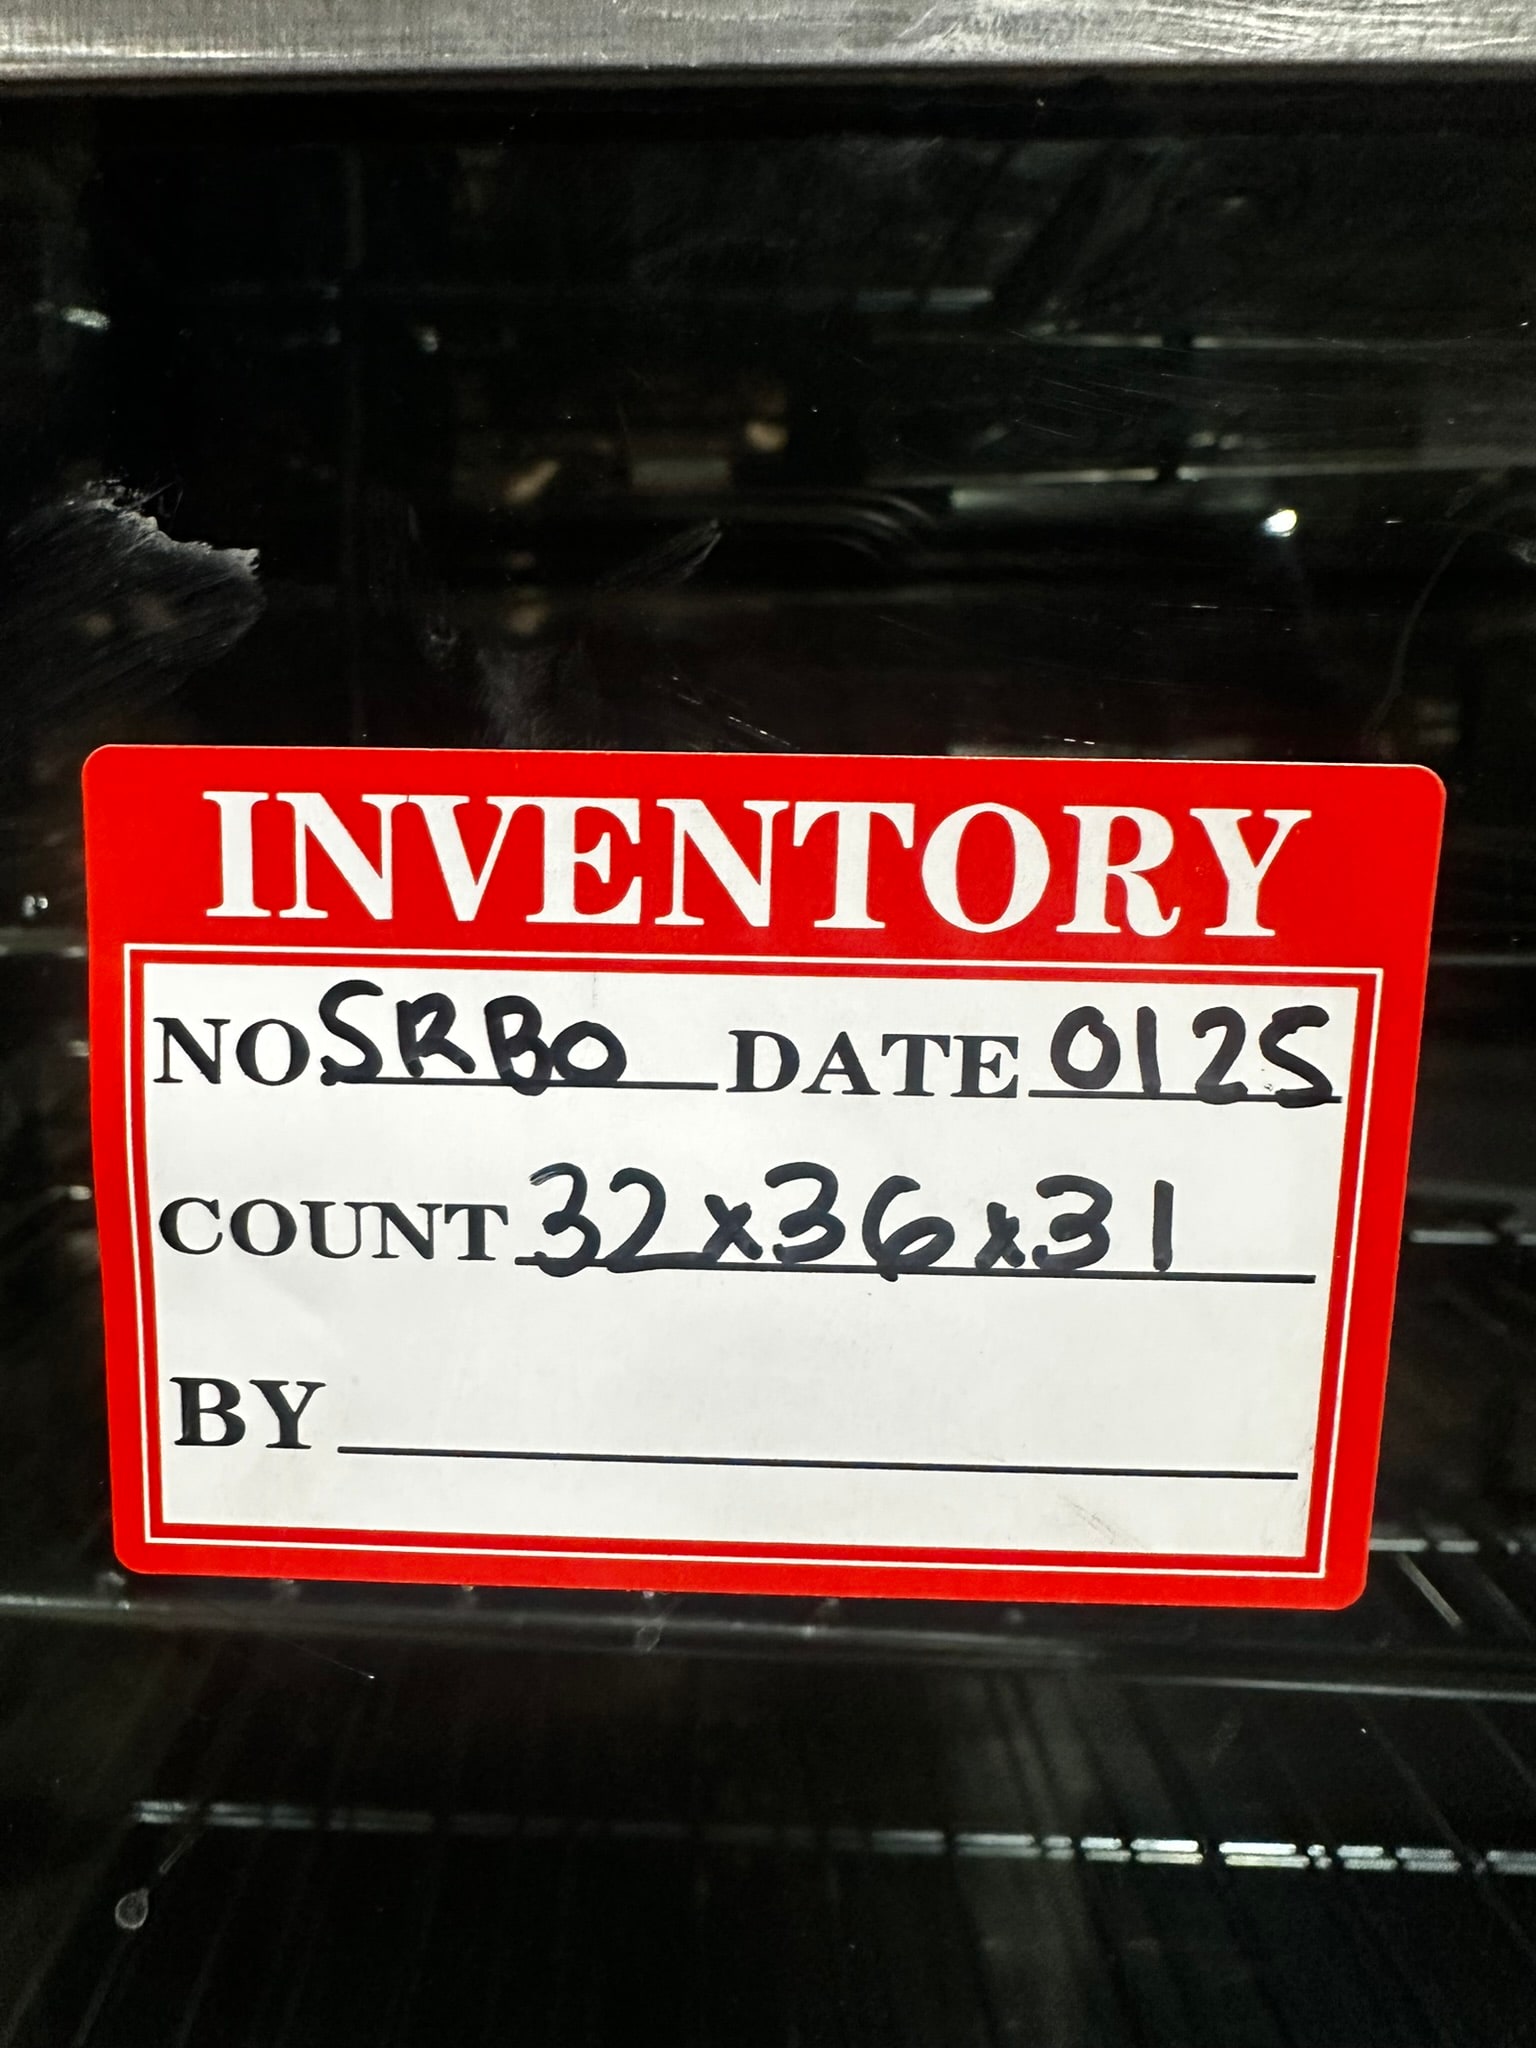 INVENTORY
NO SRBO DATE 0125
COUNT 32x36x31
BY